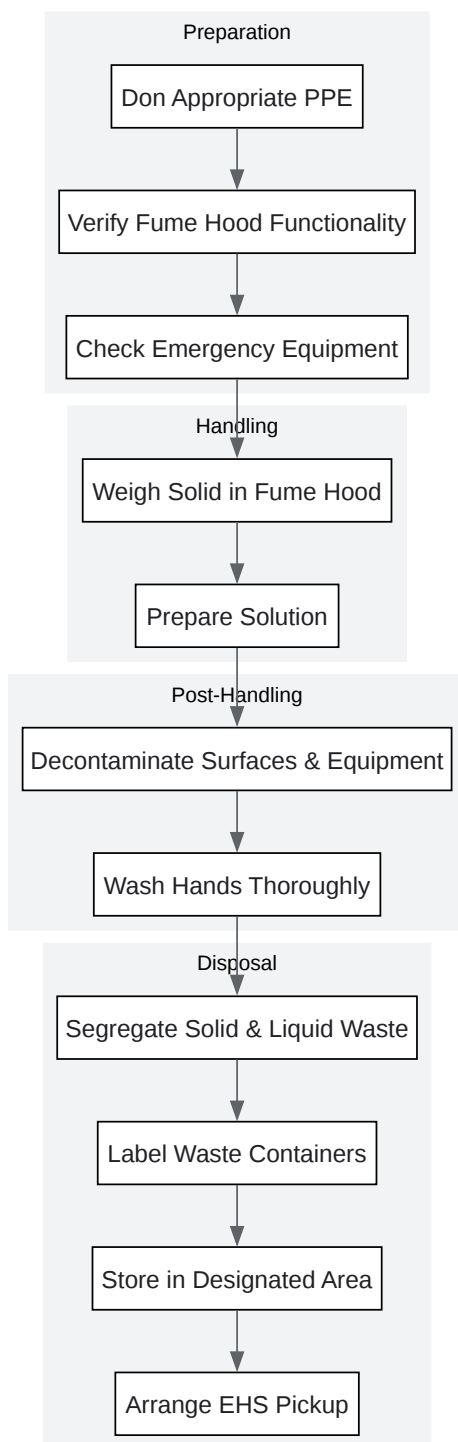 Preparation
Don Appropriate PPE
Verify Fume Hood Functionality
Check Emergency Equipment
Handling
Weigh Solid in Fume Hood
Prepare Solution
Post-Handling
Decontaminate Surfaces & Equipment
Wash Hands Thoroughly
Disposal
Segregate Solid & Liquid Waste
Label Waste Containers
Store in Designated Area
Arrange EHS Pickup